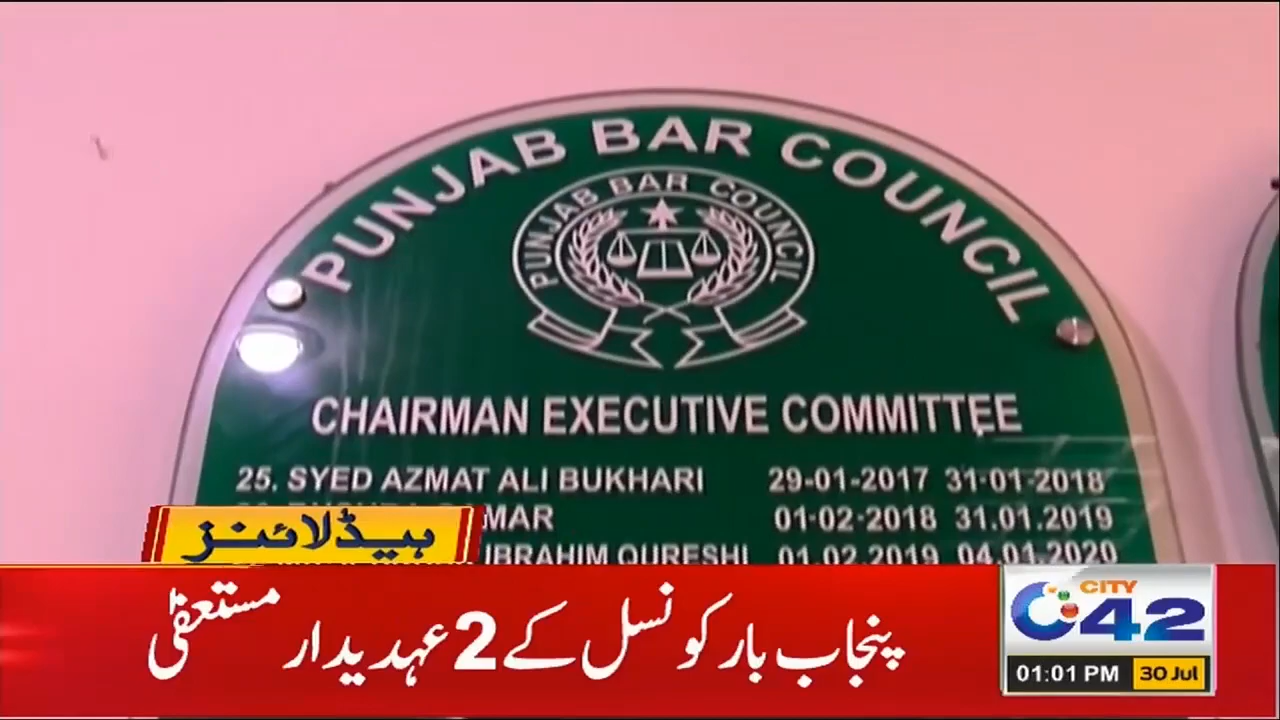 PUNJAB BAR COUNCIL
PUNJAB BAR COUNCIL
CHAIRMAN EXECUTIVE COMMITTEE
25. SYED AZMAT ALI BUKHARI 29-01-2017 31-01-2018
MAR 01-02-2018 31.01.2019
IBRAHIM QURESHI 01.02.2019 04.01.2020
ہیڈلائنز
پنجاب بار کونسل کے 2 عہدیدار مستعفیٰ
CITY
42
01:01 PM 30 Jul